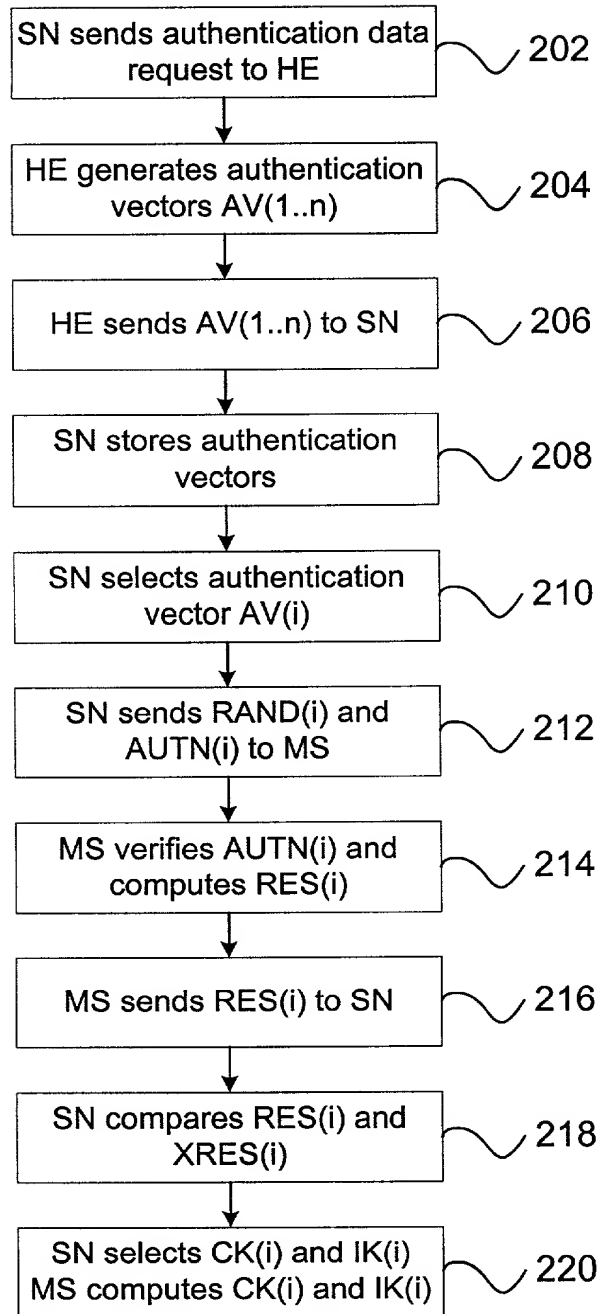 SN sends authentication data
request to HE
202
HE generates authentication
vectors AV(1..n)
204
HE sends AV(1..n) to SN
206
SN stores authentication
vectors
208
SN selects authentication
vector AV(i)
210
SN sends RAND(i) and
AUTN(i) to MS
212
MS verifies AUTN(i) and
computes RES(i)
214
MS sends RES(i) to SN
216
SN compares RES(i) and
XRES(i)
218
SN selects CK(i) and IK(i)
MS computes CK(i) and IK(i)
220